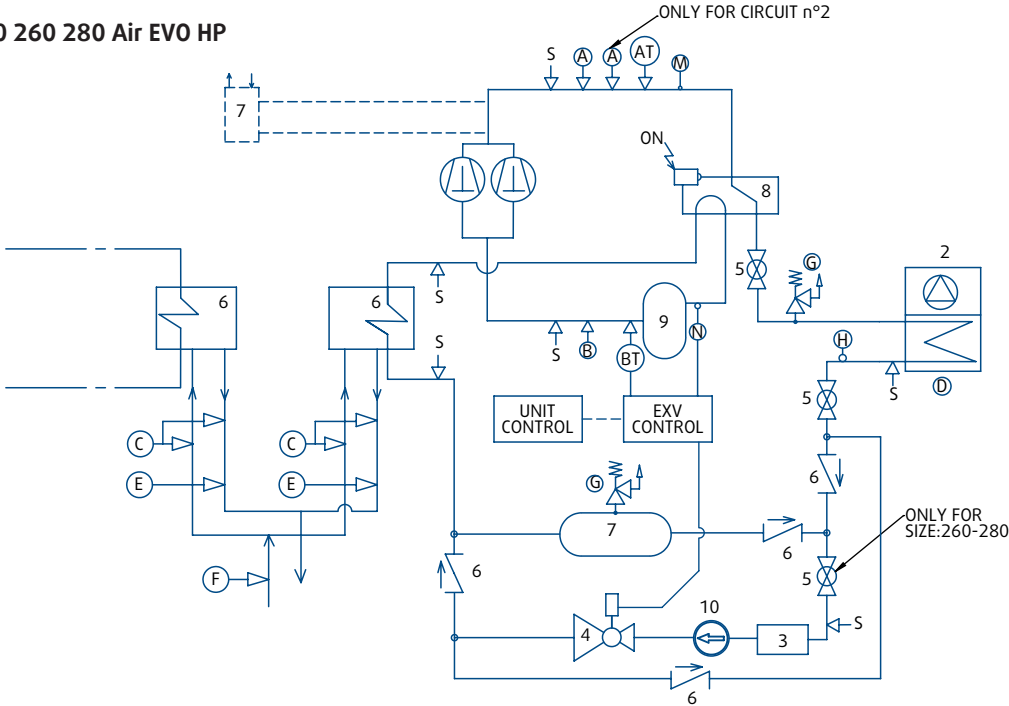 ONLY FOR CIRCUIT n°2
0 260 280 Air EVO HP
S
A
A
AT
M
7
ON
8
5
G
2
6
6
S
9
S
S
B
BT
N
H
S
D
5
UNIT
CONTROL
EXV
CONTROL
C
C
E
E
G
6
7
6
ONLY FOR
SIZE:260-280
5
6
F
10
4
3
S
6